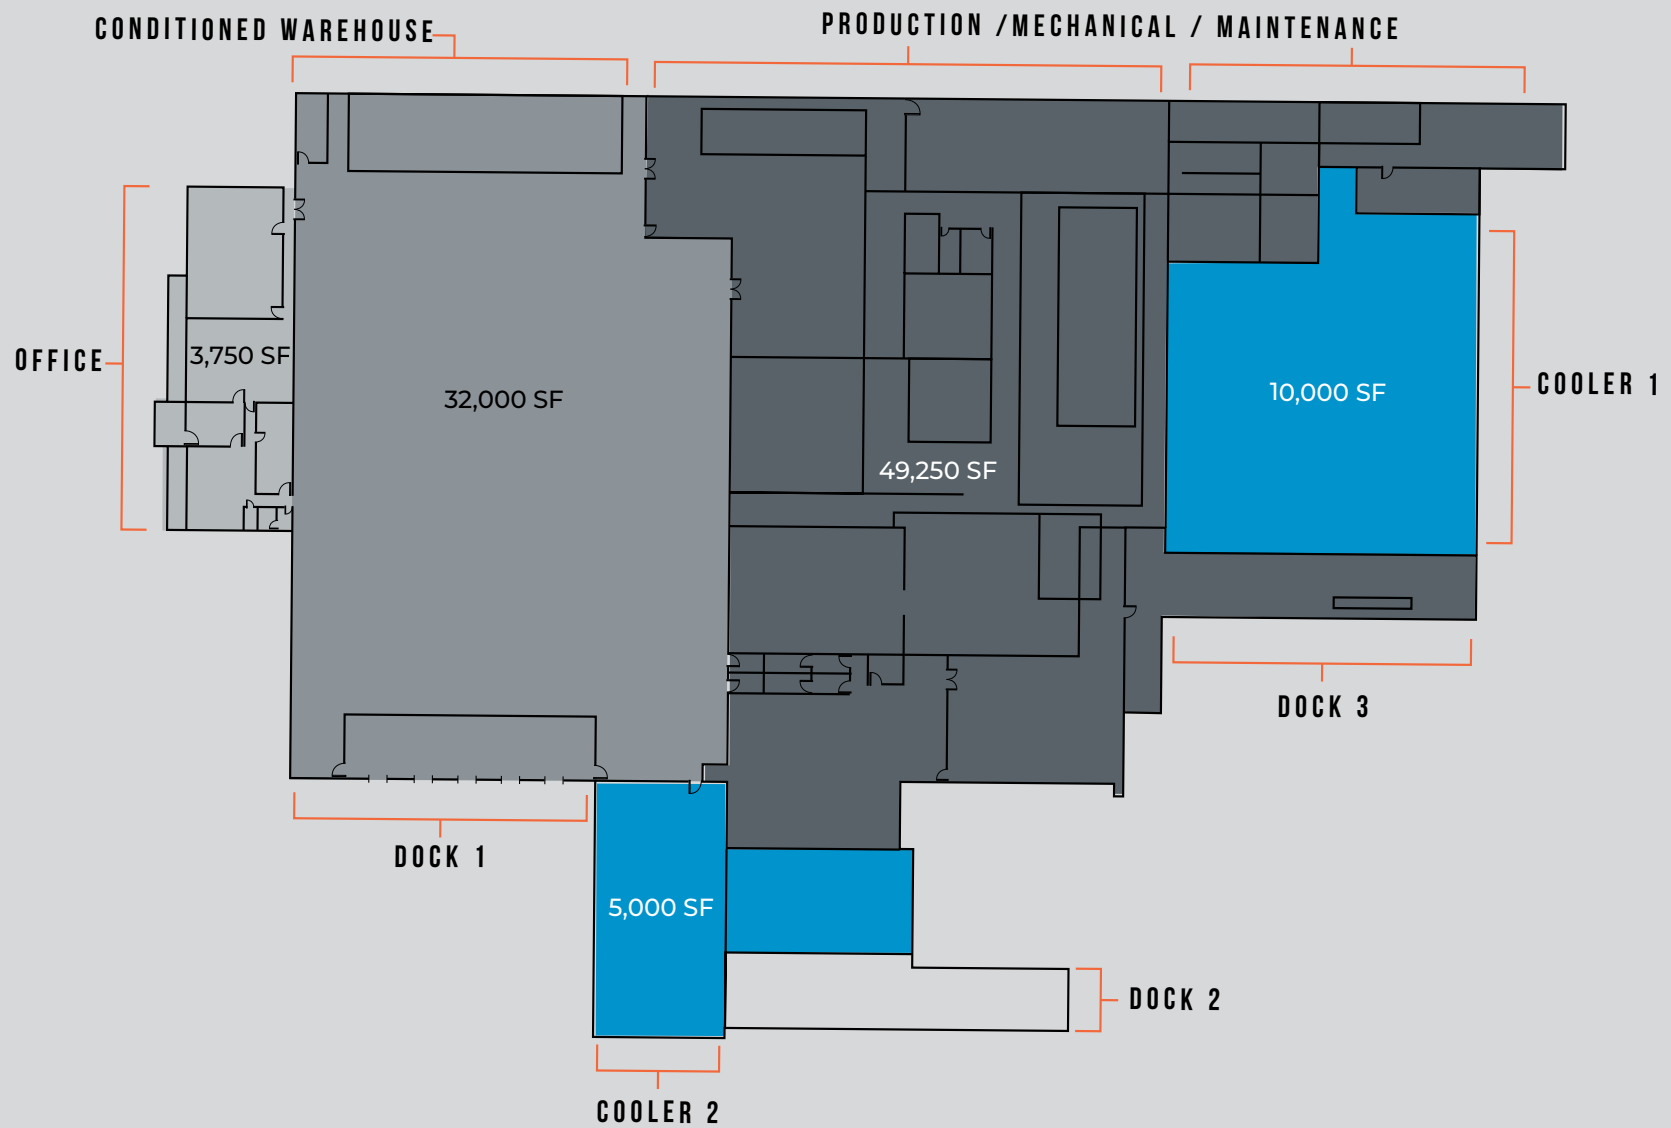 CONDITIONED WAREHOUSE
PRODUCTION /MECHANICAL / MAINTENANCE
OFFICE
3,750 SF
32,000 SF
10,000 SF
COOLER 1
49,250 SF
DOCK 3
DOCK 1
5,000 SF
DOCK 2
COOLER 2